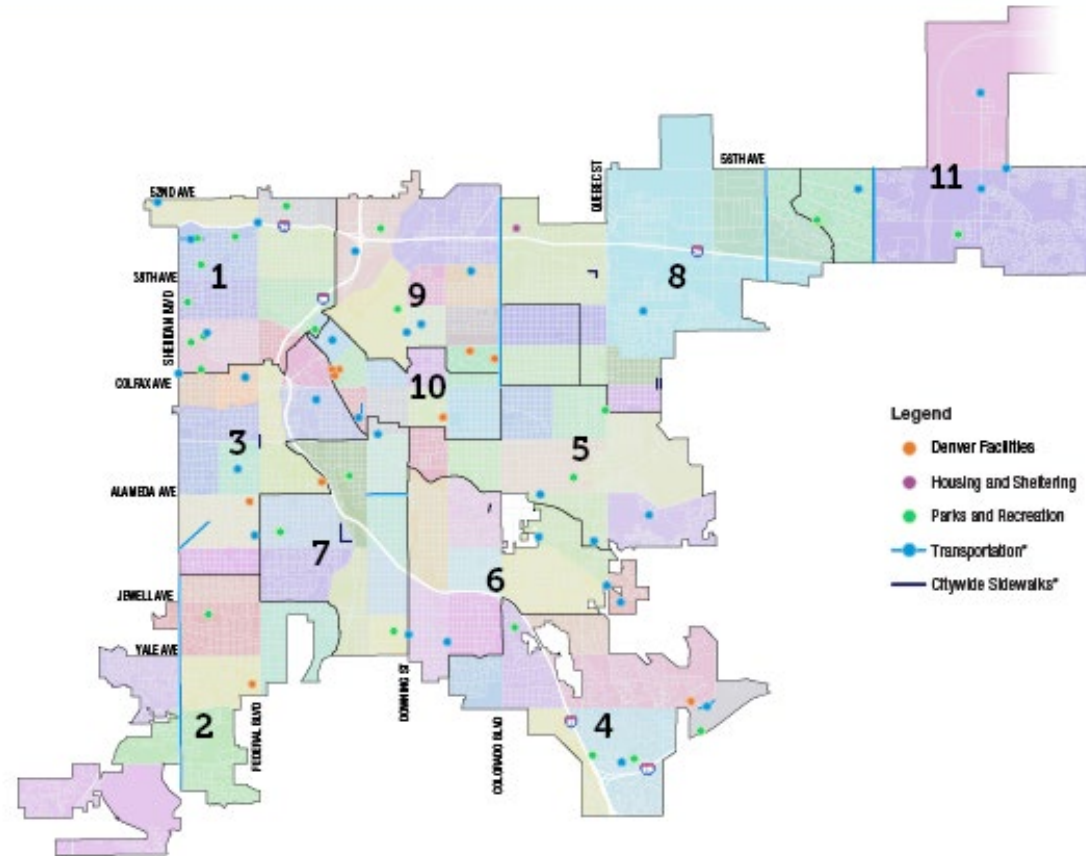 56TH AVE
QUEBEC ST
11
52ND AVE
1
38TH AVE
SHERIDAN BLVD
9
8
COLFAX AVE
10
3
5
ALAMEDA AVE
7
6
JEWELL AVE
YALE AVE
2
FEDERAL BLVD
DOWNING ST
COLORADO BLVD
4
Legend
Denver Facilities
Housing and Sheltering
Parks and Recreation
Transportation*
Citywide Sidewalks*